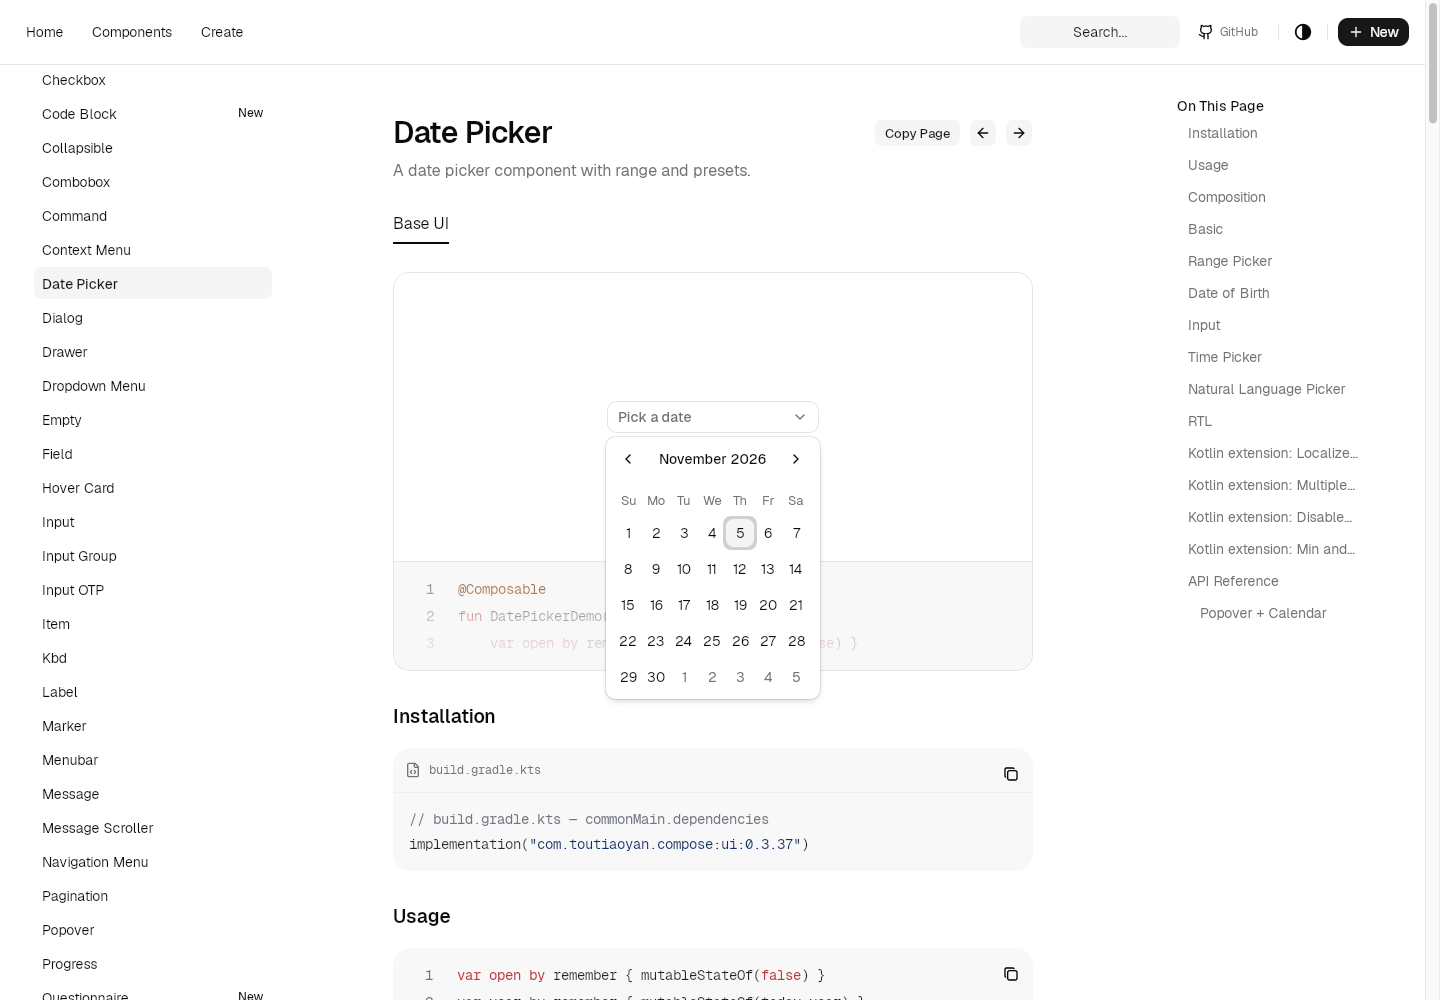 Home
Components
Create
Search...
GitHub
New
Checkbox
Code Block New
Collapsible
Combobox
Command
Context Menu
Date Picker
Dialog
Drawer
Dropdown Menu
Empty
Field
Hover Card
Input
Input Group
Input OTP
Item
Kbd
Label
Marker
Menubar
Message
Message Scroller
Navigation Menu
Pagination
Popover
Progress
Questionnaire New
Date Picker
Copy Page
A date picker component with range and presets.
Base UI
Pick a date
November 2026
Su Mo Tu We Th Fr Sa
1 2 3 4 5 6 7
8 9 10 11 12 13 14
15 16 17 18 19 20 21
22 23 24 25 26 27 28
29 30 1 2 3 4 5
1 @Composable
2 fun DatePickerDemo(
3 var open by rem se) }
Installation
build.gradle.kts
// build.gradle.kts — commonMain.dependencies
implementation("com.toutiaoyan.compose:ui:0.3.37")
Usage
1 var open by remember { mutableStateOf(false) }
2 var year by remember { mutableStateOf(today.year) }
On This Page
Installation
Usage
Composition
Basic
Range Picker
Date of Birth
Input
Time Picker
Natural Language Picker
RTL
Kotlin extension: Localize...
Kotlin extension: Multiple...
Kotlin extension: Disable...
Kotlin extension: Min and...
API Reference
Popover + Calendar